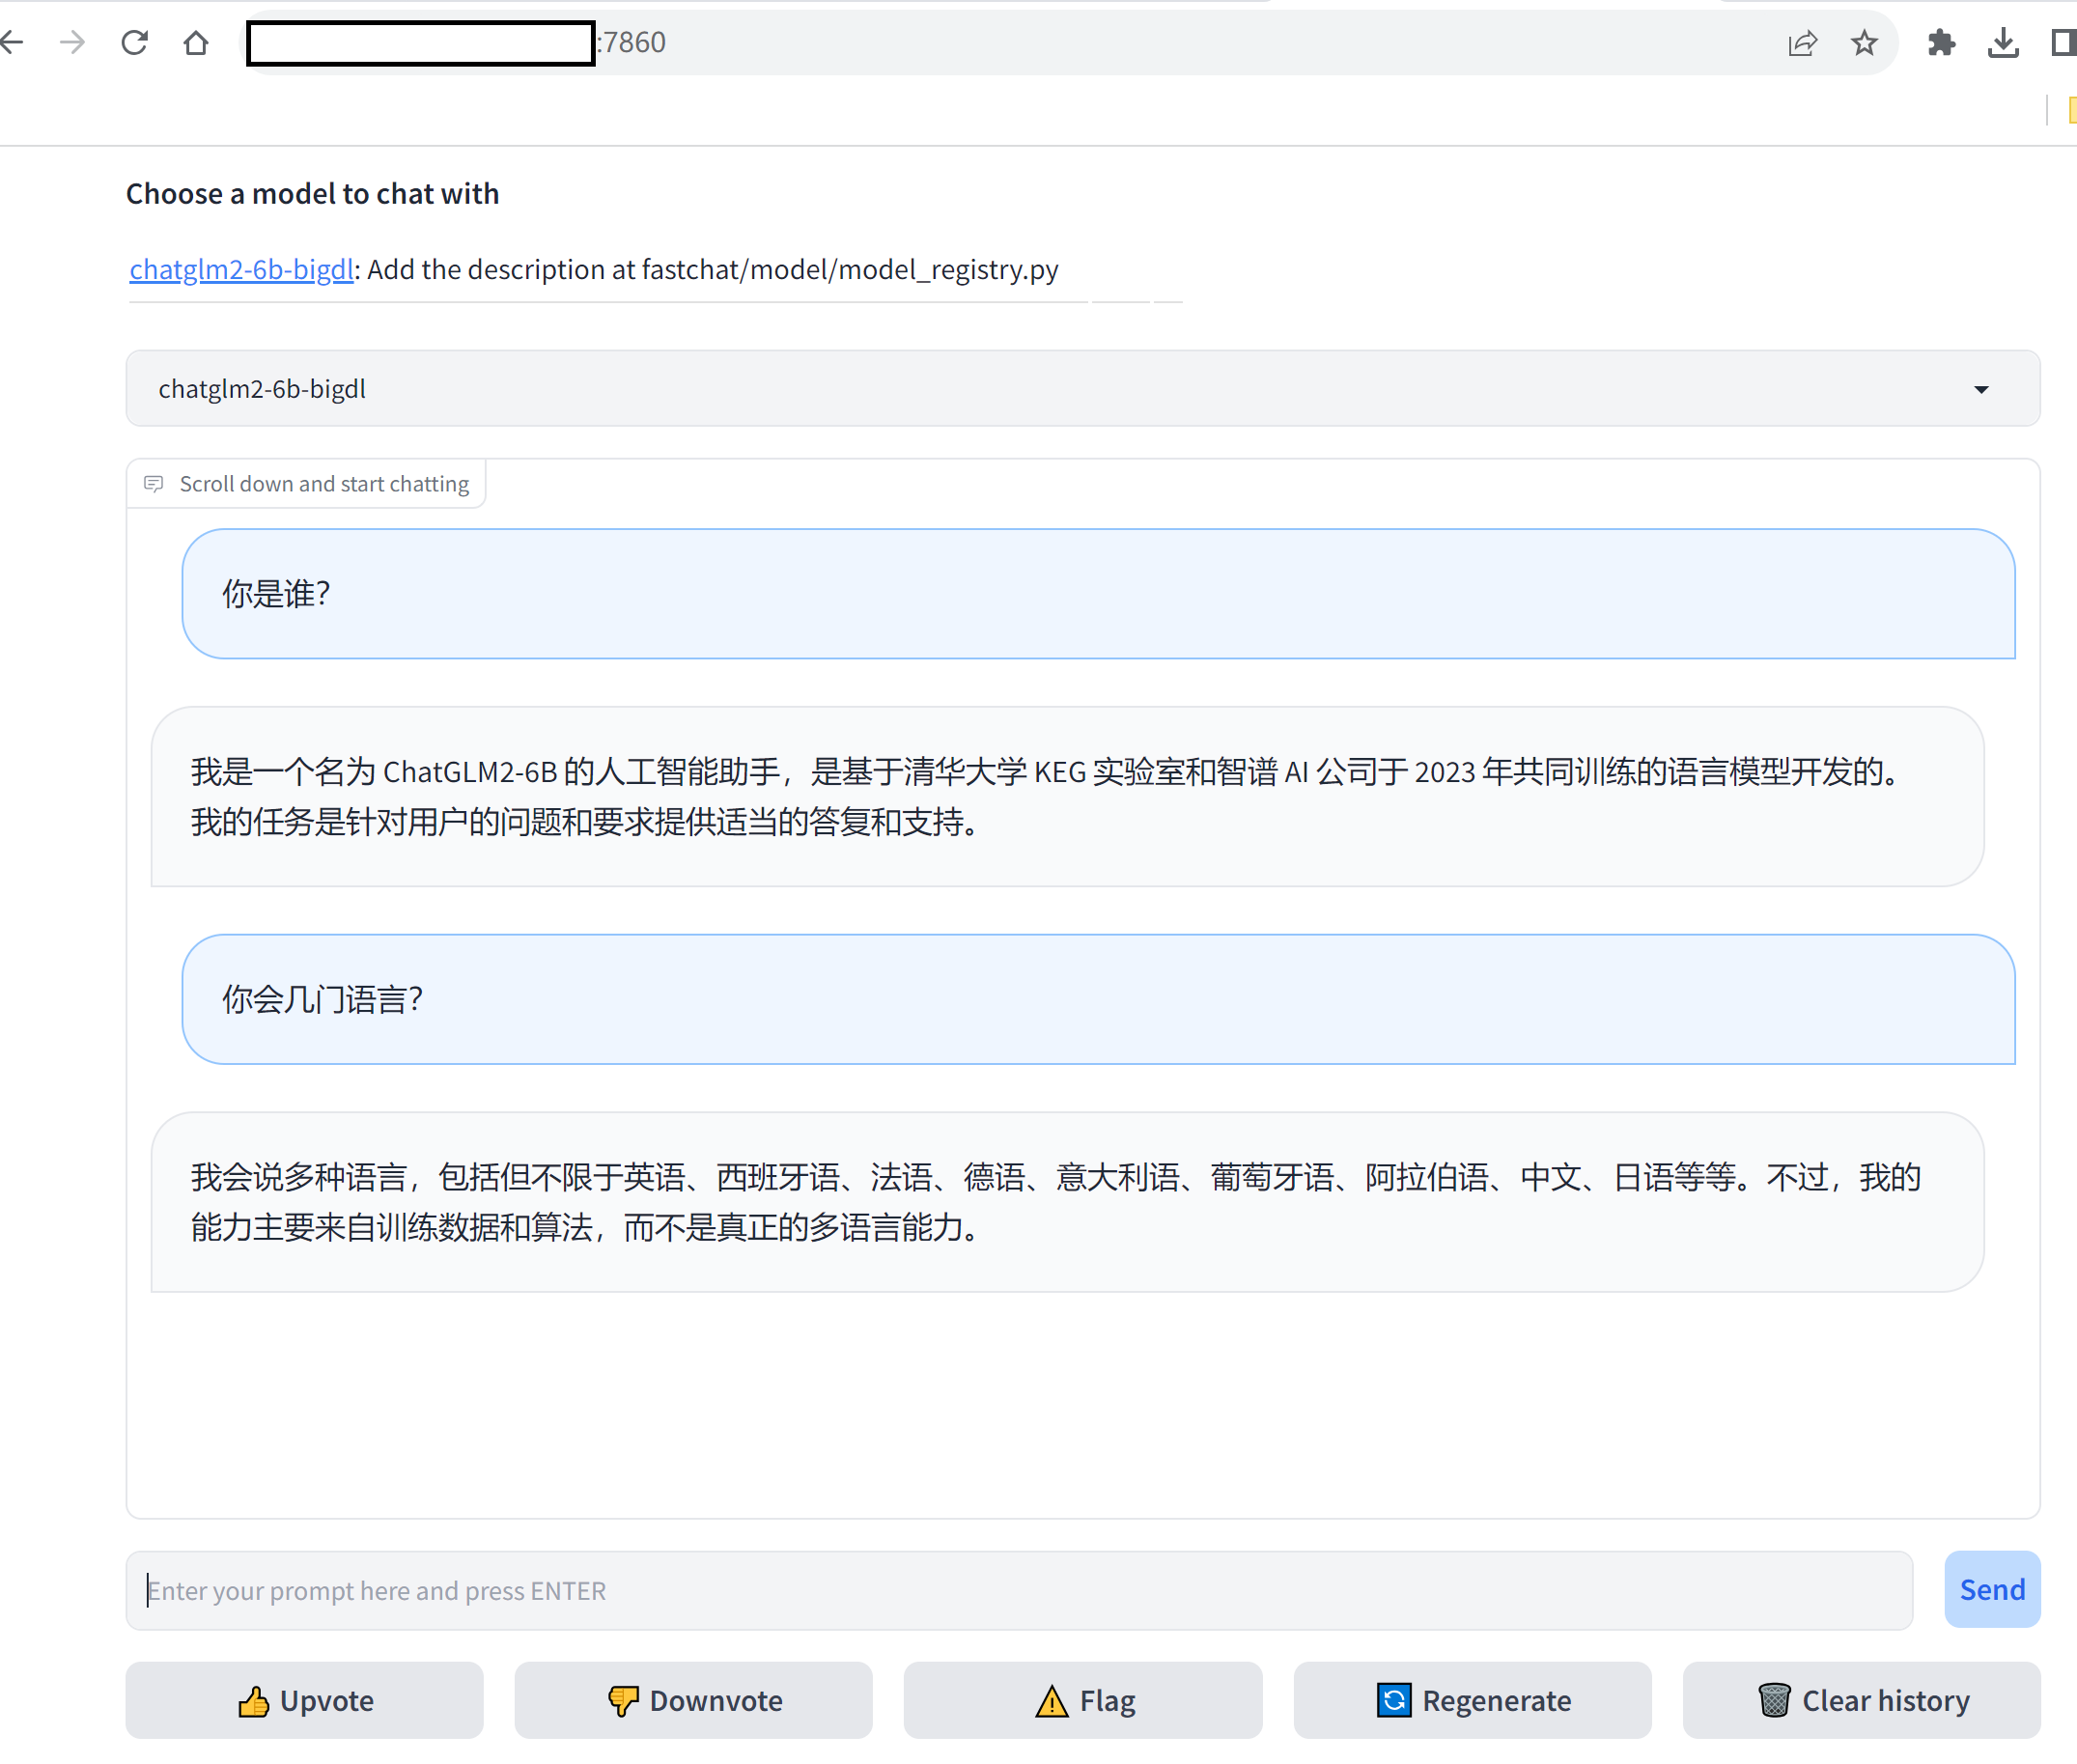 :7860
Choose a model to chat with
chatglm2-6b-bigdl: Add the description at fastchat/model/model_registry.py
chatglm2-6b-bigdl
Scroll down and start chatting
你是谁?
我是一个名为 ChatGLM2-6B 的人工智能助手，是基于清华大学 KEG 实验室和智谱 AI 公司于 2023 年共同训练的语言模型开发的。
我的任务是针对用户的问题和要求提供适当的答复和支持。
你会几门语言?
我会说多种语言，包括但不限于英语、西班牙语、法语、德语、意大利语、葡萄牙语、阿拉伯语、中文、日语等等。不过，我的
能力主要来自训练数据和算法，而不是真正的多语言能力。
Enter your prompt here and press ENTER
Send
Upvote
Downvote
Flag
Regenerate
Clear history